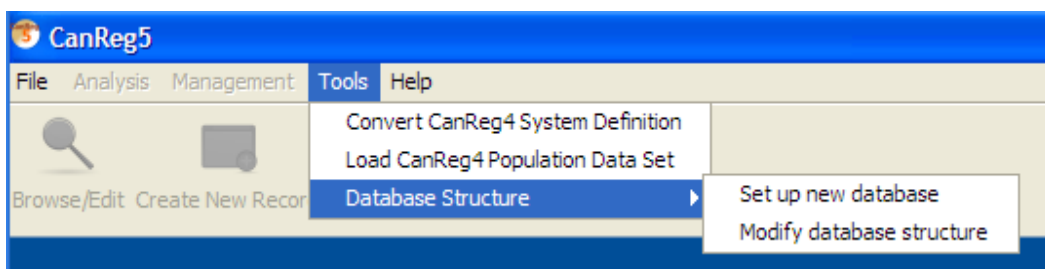 CanReg5
File Analysis Management Tools Help
Convert CanReg4 System Definition
Load CanReg4 Population Data Set
Browse/Edit Create New Recor
Database Structure
Set up new database
Modify database structure